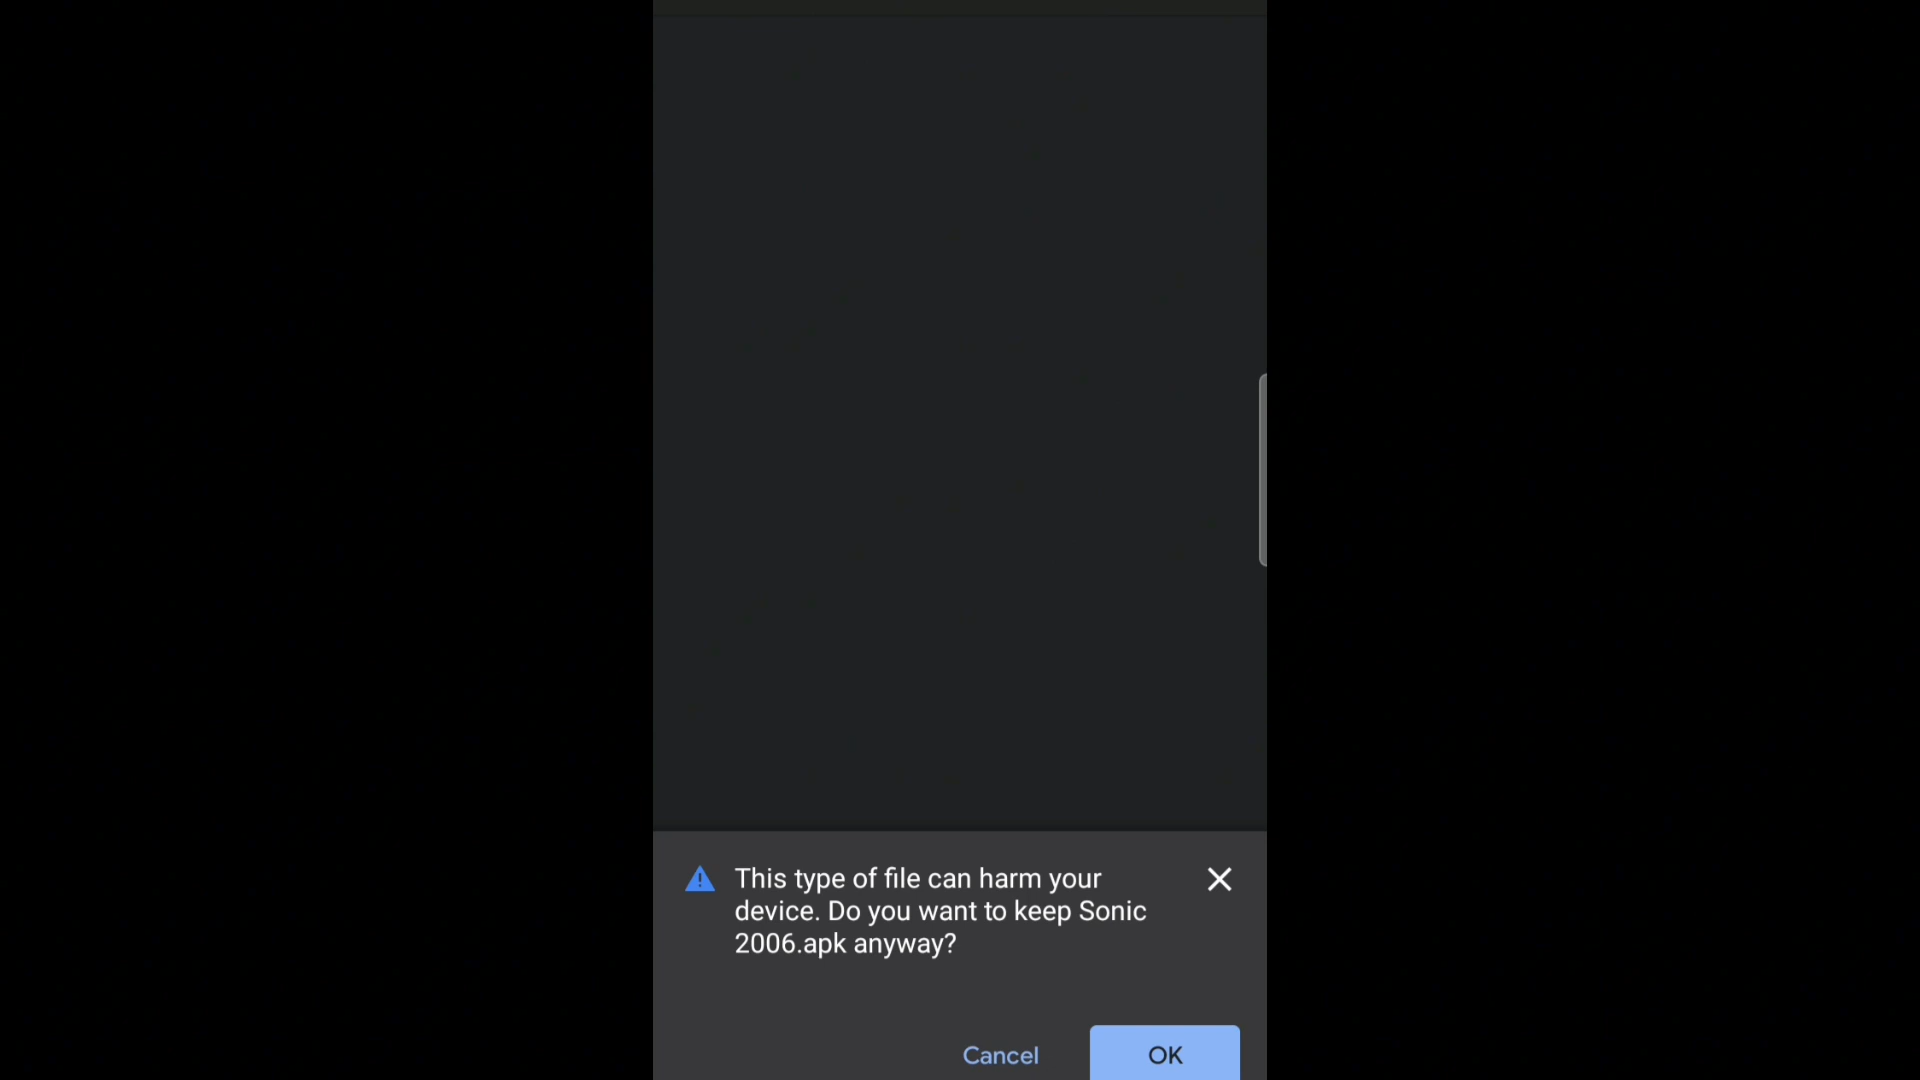 This type of file can harm your
device. Do you want to keep Sonic
2006.apk anyway?
Cancel
OK